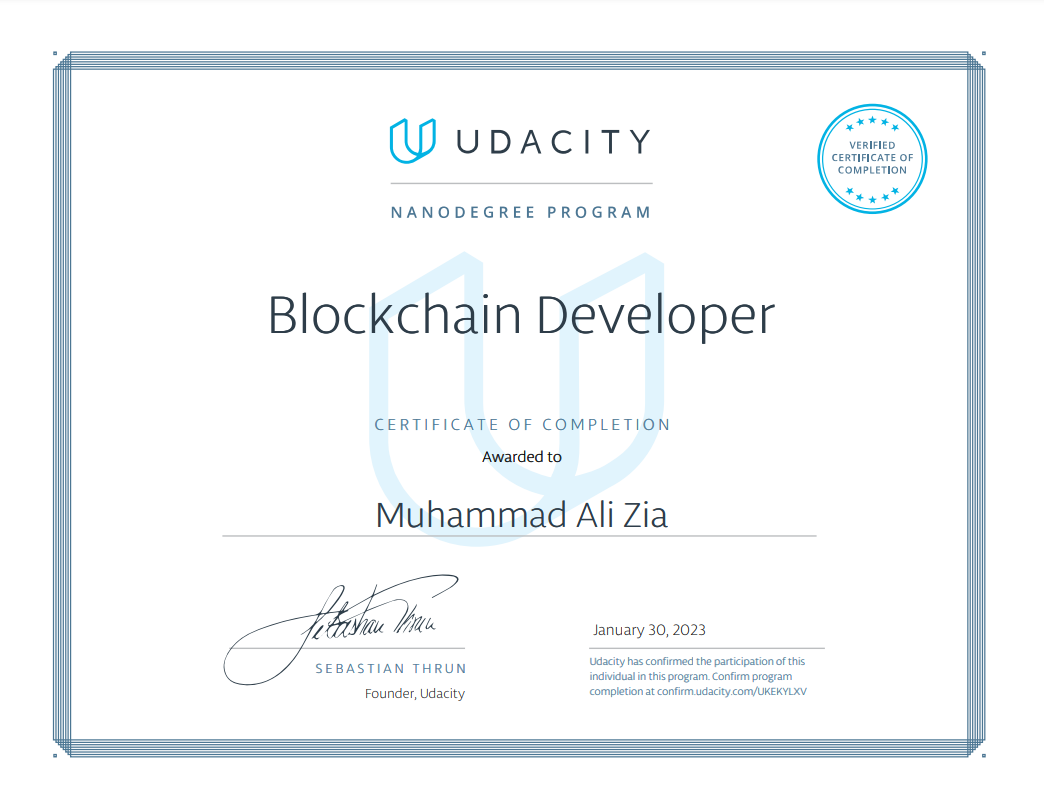 UDACITY
VERIFIED
CERTIFICATE OF
COMPLETION
NANODEGREE PROGRAM
Blockchain Developer
CERTIFICATE OF COMPLETION
Awarded to
Muhammad Ali Zia
Sebastian Thrun
SEBASTIAN THRUN
Founder, Udacity
January 30, 2023
Udacity has confirmed the participation of this
individual in this program. Confirm program
completion at confirm.udacity.com/UKEKYLXV